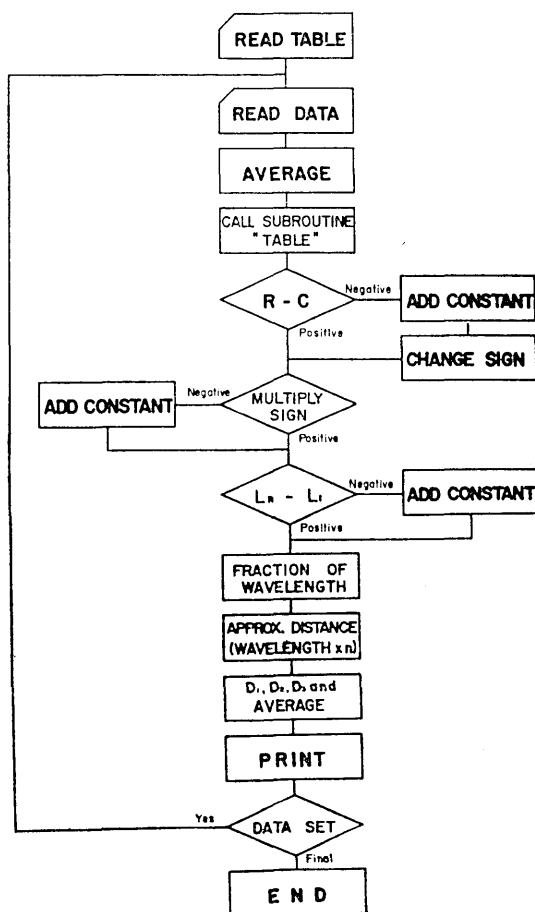 READ TABLE
READ DATA
AVERAGE
CALL SUBROUTINE
"TABLE"
R - C
Negative
ADD CONSTANT
Positive
CHANGE SIGN
ADD CONSTANT
Negative
MULTIPLY
SIGN
Positive
L_R - L_I
Negative
ADD CONSTANT
Positive
FRACTION OF
WAVELENGTH
APPROX. DISTANCE
(WAVELENGTH x n)
D₁, D₂, D₃ and
AVERAGE
PRINT
Yes
DATA SET
Final
END